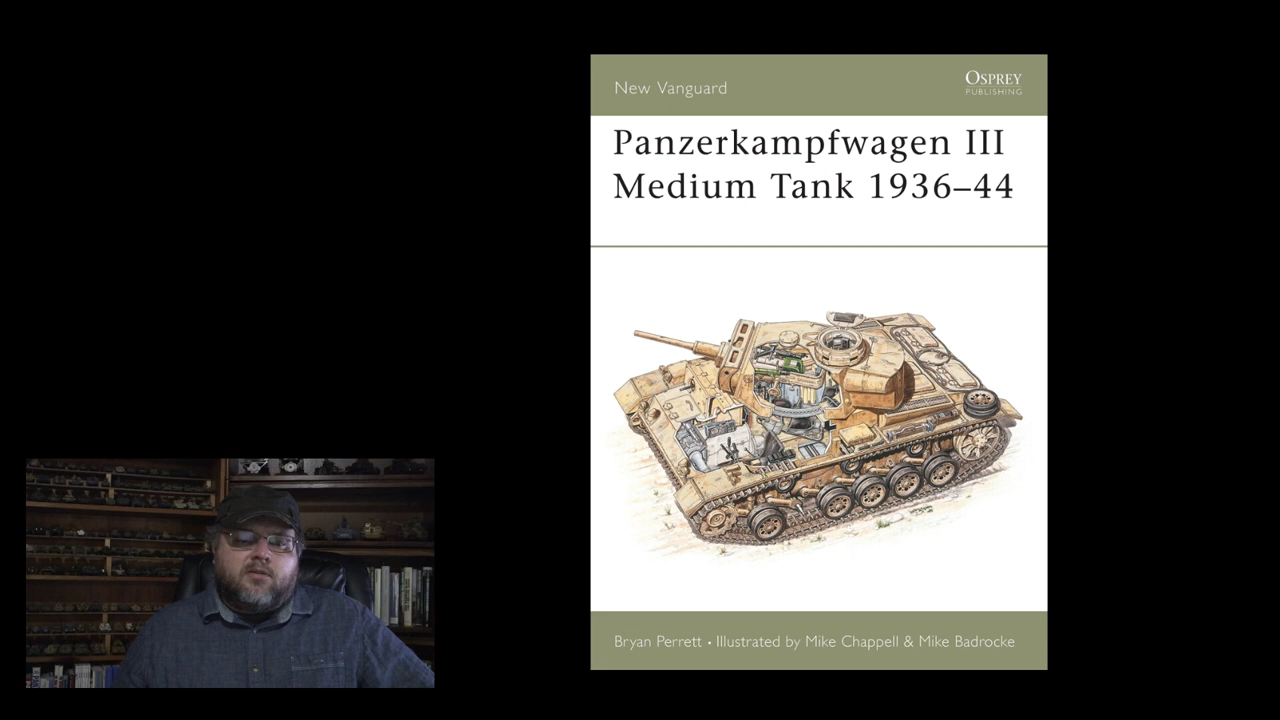 New Vanguard
OSPREY
PUBLISHING
Panzerkampfwagen III
Medium Tank 1936–44
Bryan Perrett • Illustrated by Mike Chappell & Mike Badrocke